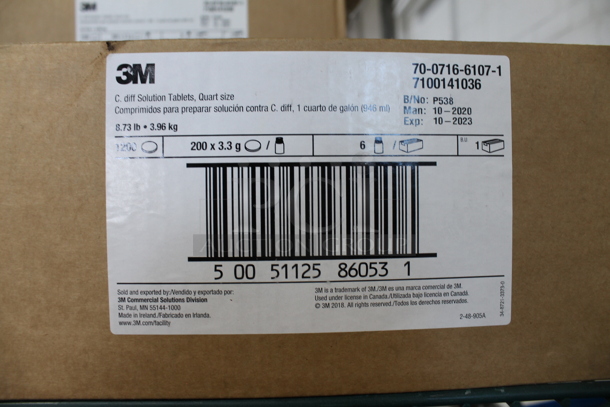 3M
70-0716-6107-1
7100141036
C. diff Solution Tablets, Quart size
Comprimidos para preparar solución contra C. diff, 1 cuarto de galón (946 ml)
B/No: P538
Man: 10-2020
Exp: 10-2023
8.73 lb • 3.96 kg
1200
200 x 3.3 g /
6 /
1
5 00 51125 86053 1
Sold and exported by:/Vendido y exportado por:
3M Commercial Solutions Division
St. Paul, MN 55144-1000
Made in Ireland./Fabricado en Irlanda.
www.3M.com/facility
3M is a trademark of 3M./3M es una marca comercial de 3M.
Used under license in Canada./Utilizada bajo licencia en Canadá.
© 3M 2018. All rights reserved./Todos los derechos reservados.
2-48-905A